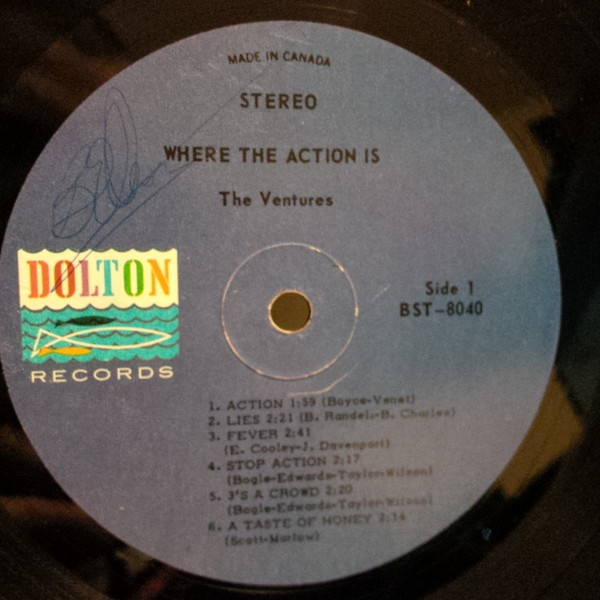 MADE IN CANADA
STEREO
WHERE THE ACTION IS
The Ventures
DOLTON
RECORDS
Side 1
BST-8040
1. ACTION 1:59 (Boyce-Venet)
2. LIES 2:21 (B. Randell-B. Charles)
3. FEVER 2:41
(E. Cooley-J. Davenport)
4. STOP ACTION 2:17
(Bogle-Edwards-Taylor-Wilson)
5. 3'S A CROWD 2:20
(Bogle-Edwards-Taylor-Wilson)
6. A TASTE OF HONEY 2:14
(Scott-Marlow)